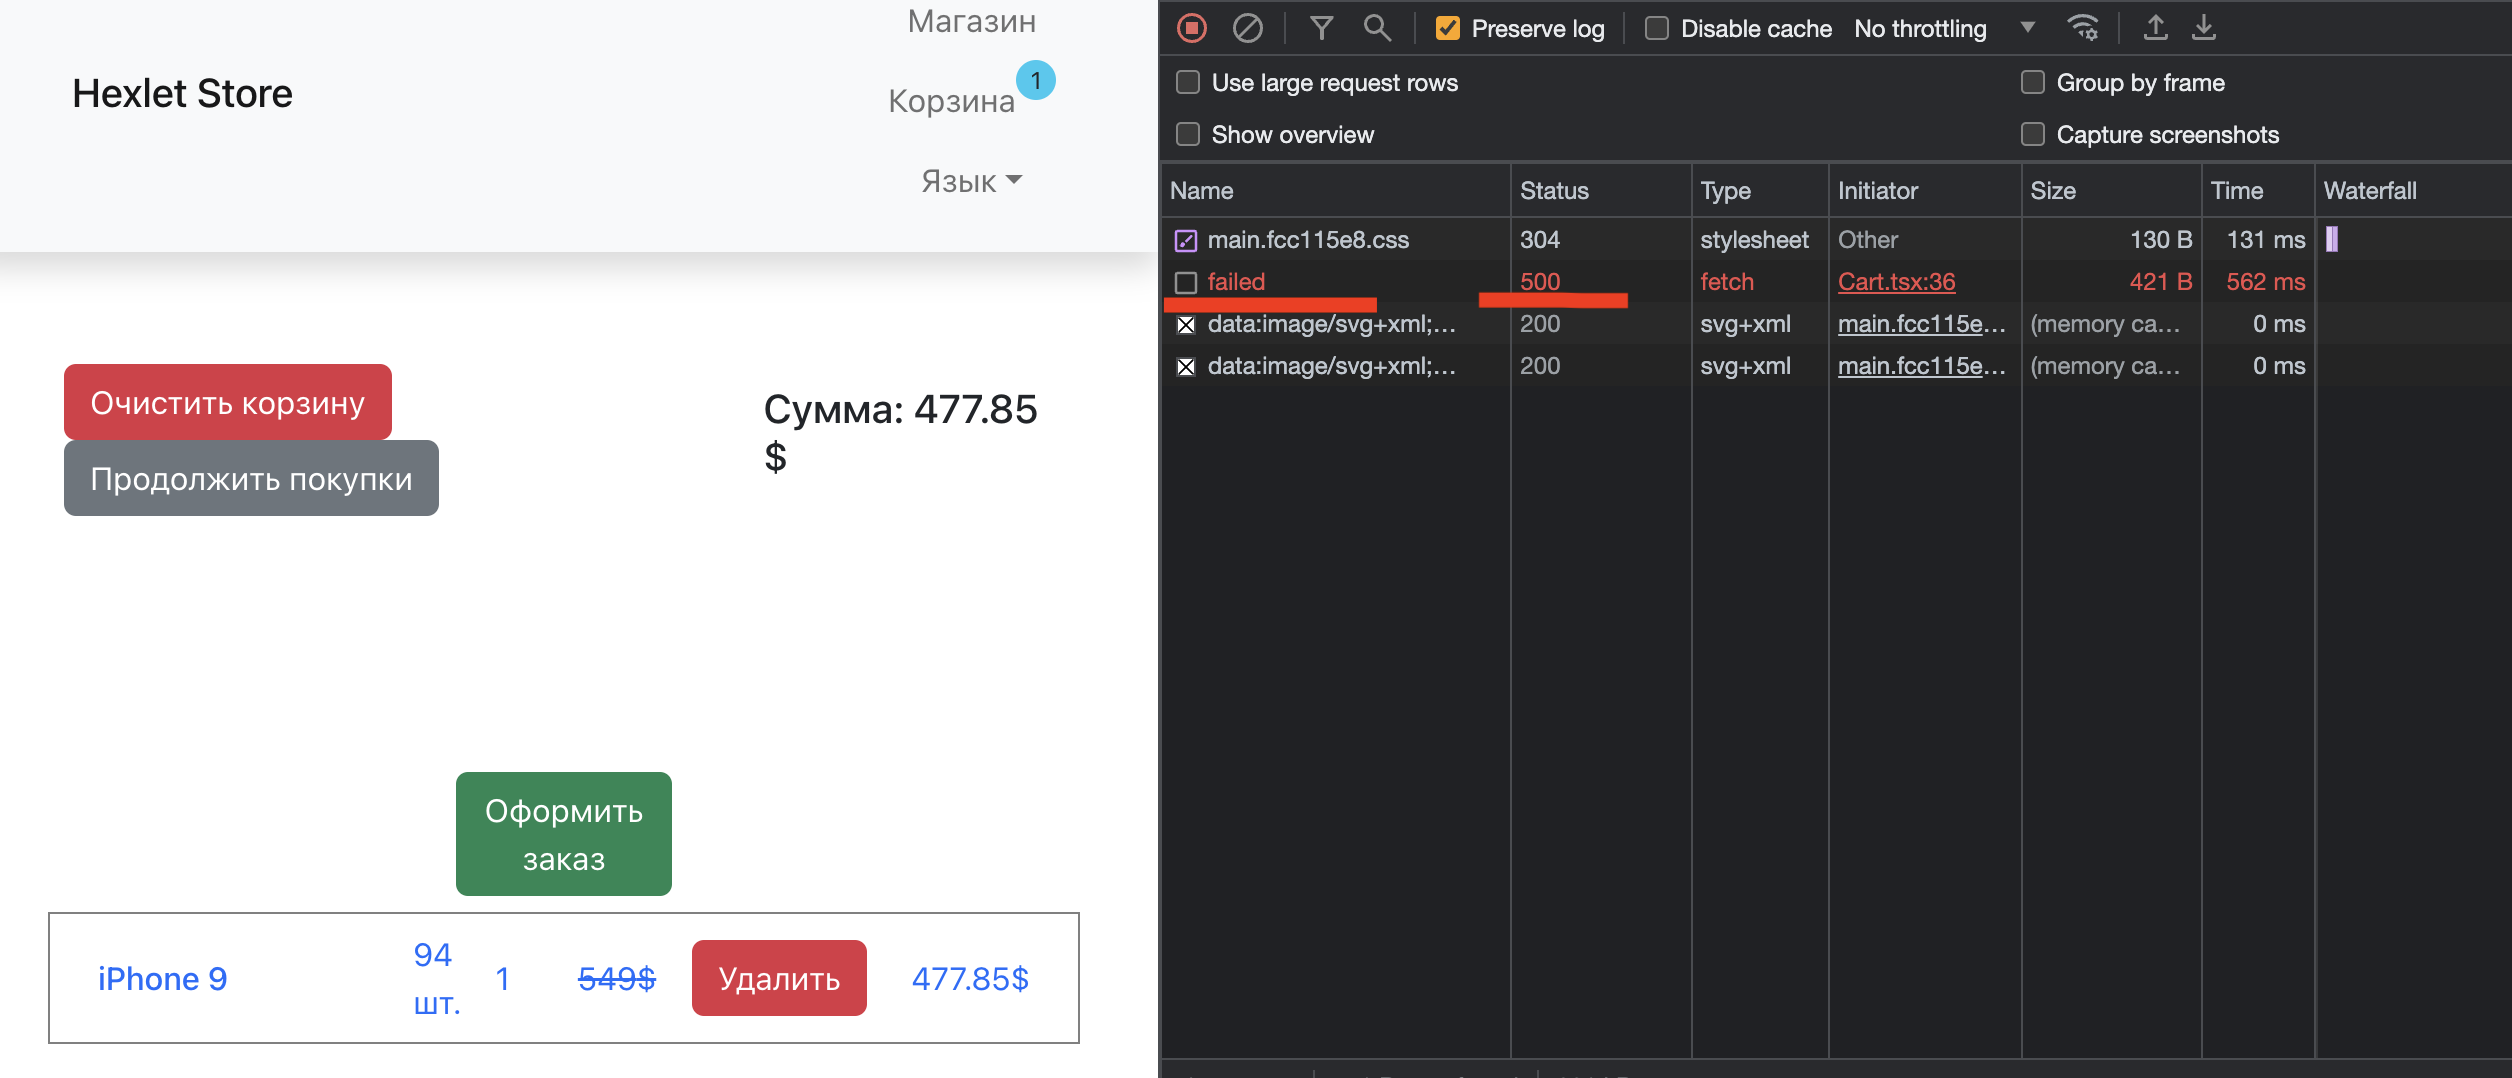 Магазин
Hexlet Store
Корзина 1
Язык
Очистить корзину
Продолжить покупки
Сумма: 477.85
$
Оформить
заказ
iPhone 9 94 шт. 1 549$ Удалить 477.85$
Preserve log Disable cache No throttling
Use large request rows Group by frame
Show overview Capture screenshots
Name Status Type Initiator Size Time Waterfall
main.fcc115e8.css 304 stylesheet Other 130 B 131 ms
failed 500 fetch Cart.tsx:36 421 B 562 ms
data:image/svg+xml;... 200 svg+xml main.fcc115e... (memory ca... 0 ms
data:image/svg+xml;... 200 svg+xml main.fcc115e... (memory ca... 0 ms